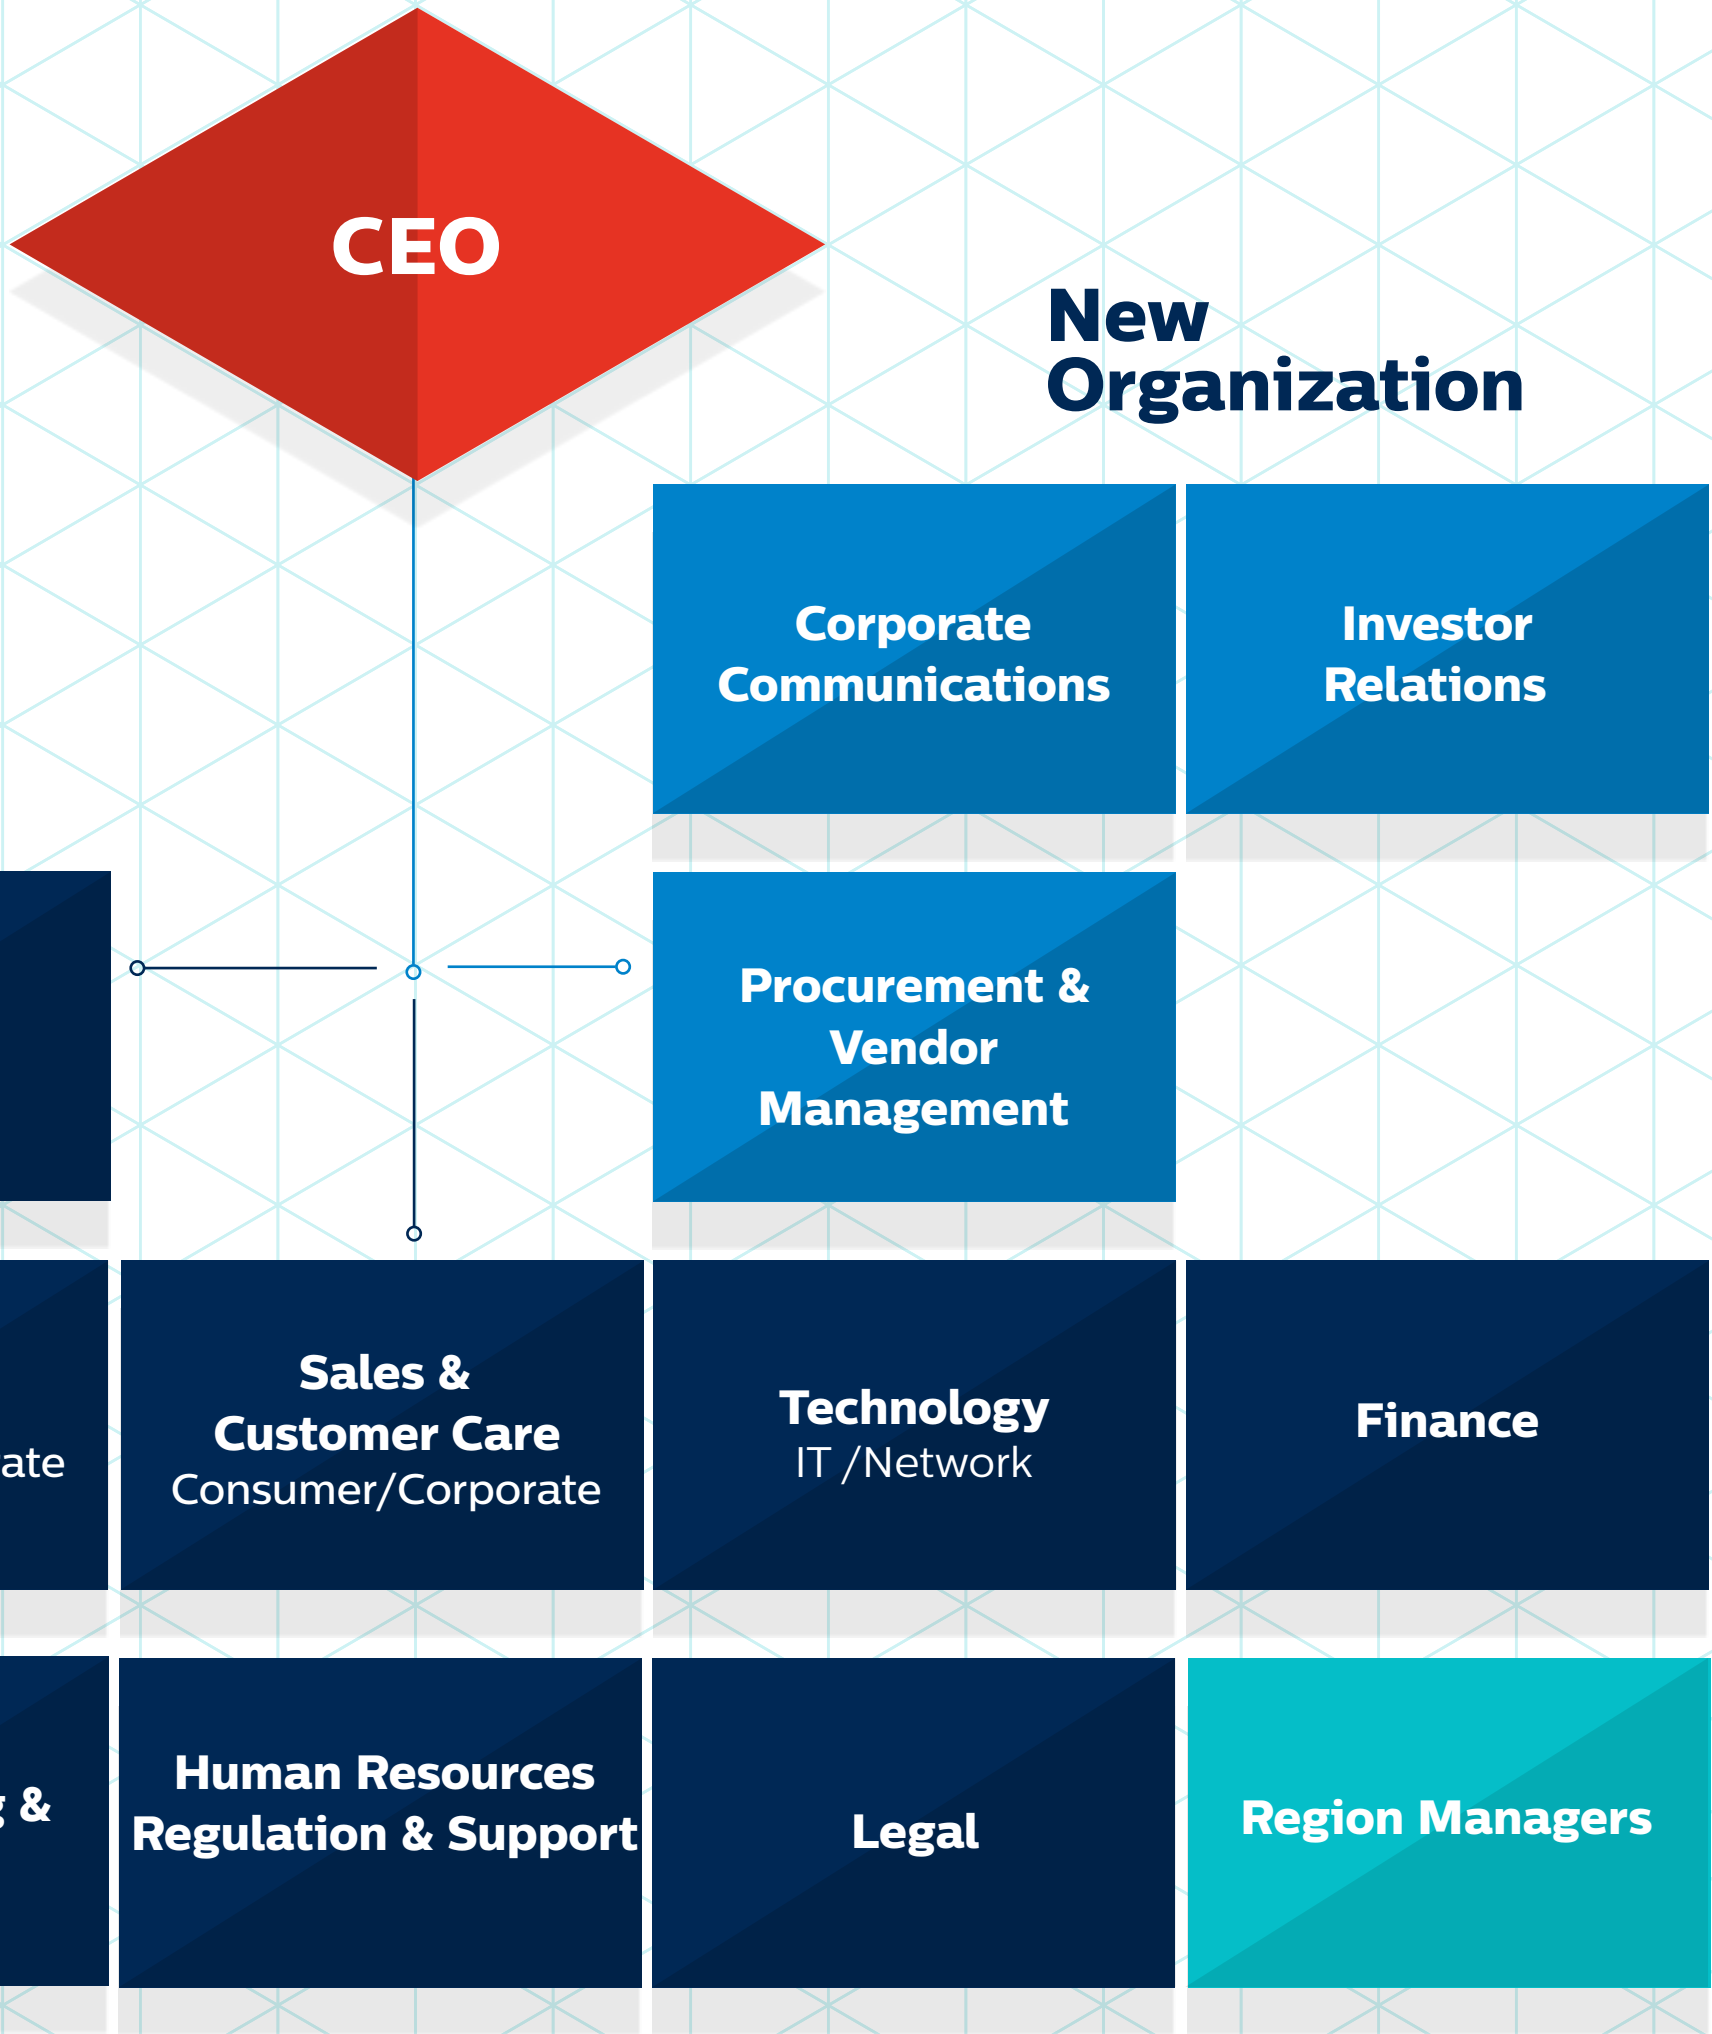 CEO
New
Organization
Corporate
Communications
Investor
Relations
Procurement &
Vendor
Management
ate
Sales &
Customer Care
Consumer/Corporate
Technology
IT /Network
Finance
&
Human Resources
Regulation & Support
Legal
Region Managers